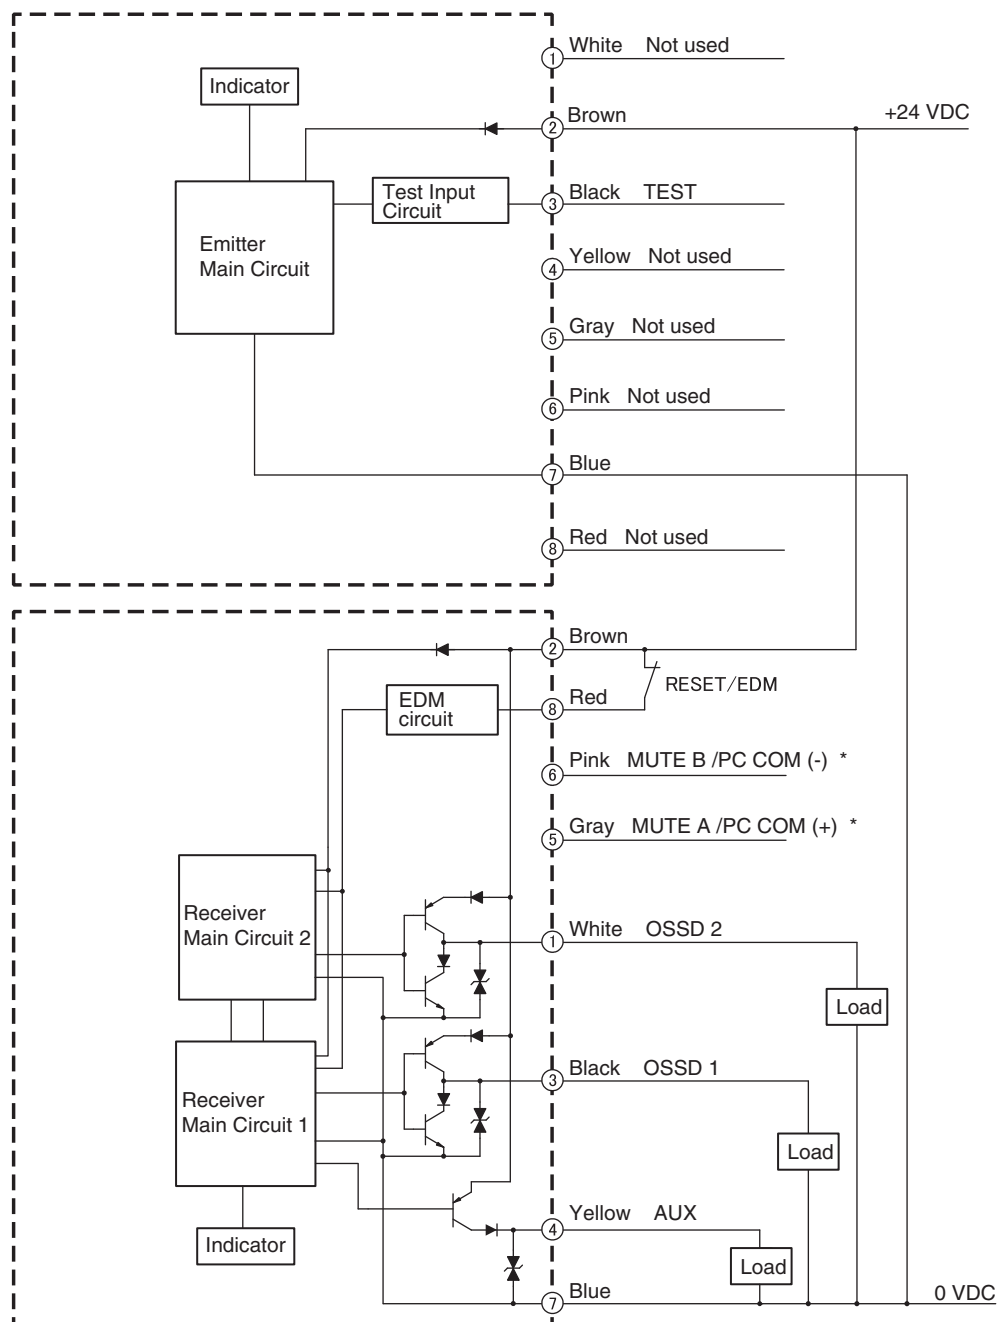 ① White Not used
Indicator
② Brown +24 VDC
Test Input
Circuit
③ Black TEST
Emitter
Main Circuit
④ Yellow Not used
⑤ Gray Not used
⑥ Pink Not used
⑦ Blue
⑧ Red Not used
② Brown
RESET/EDM
EDM
circuit
⑧ Red
⑥ Pink MUTE B /PC COM (-) *
⑤ Gray MUTE A /PC COM (+) *
Receiver
Main Circuit 2
① White OSSD 2
Load
③ Black OSSD 1
Receiver
Main Circuit 1
Load
④ Yellow AUX
Indicator
Load
⑦ Blue 0 VDC